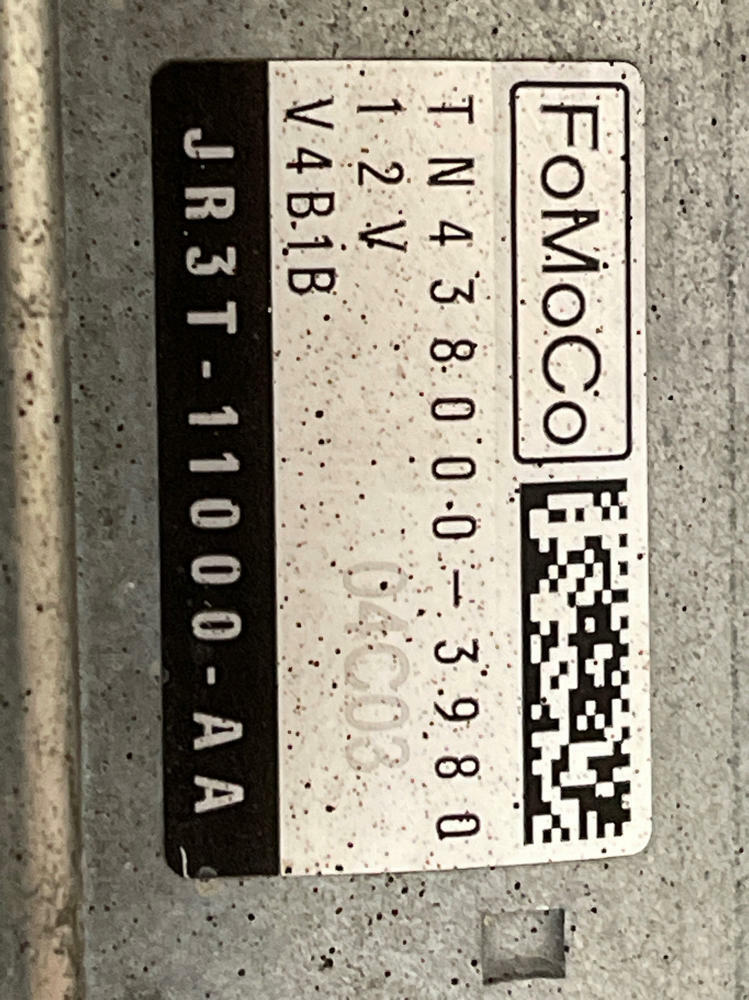 FoMoCo
TN438000-3980
12V
04C03
V4B1B
JR3T-11000-AA